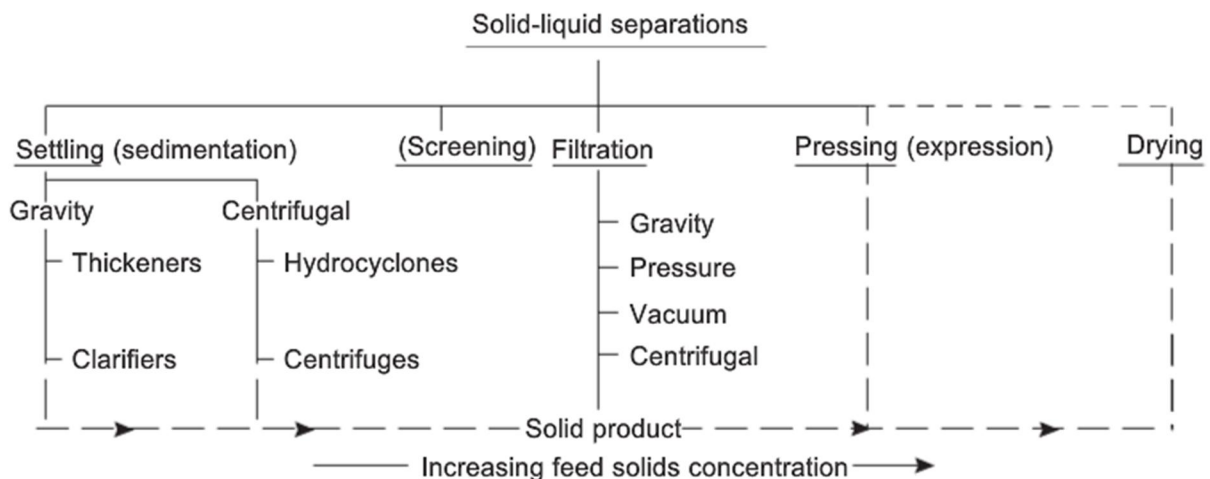 Solid-liquid separations
Settling (sedimentation) (Screening) Filtration Pressing (expression) Drying
Gravity Centrifugal
Thickeners Hydrocyclones
Clarifiers Centrifuges
Gravity
Pressure
Vacuum
Centrifugal
Solid product
Increasing feed solids concentration